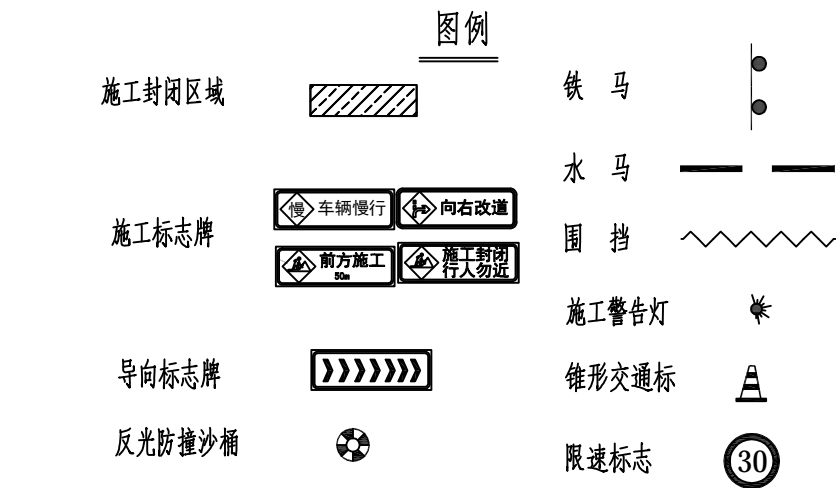 图例
施工封闭区域
铁 马
水 马
施工标志牌
慢 车辆慢行
向右改道
前方施工
50m
施工封闭
行人勿近
围 挡
施工警告灯
导向标志牌
锥形交通标
反光防撞沙桶
限速标志
30